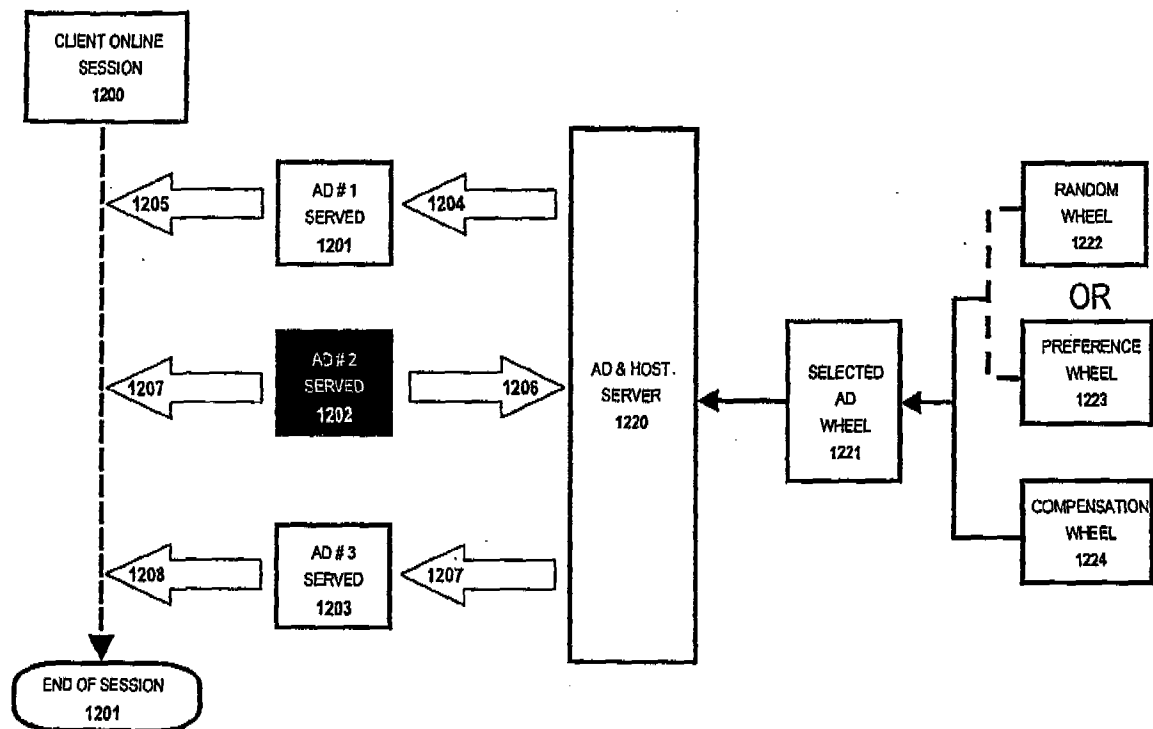 CLIENT ONLINE
SESSION
1200
1205
AD # 1
SERVED
1201
1204
1207
AD # 2
SERVED
1202
1206
1208
AD # 3
SERVED
1203
1207
END OF SESSION
1201
AD & HOST.
SERVER
1220
SELECTED
AD
WHEEL
1221
RANDOM
WHEEL
1222
OR
PREFERENCE
WHEEL
1223
COMPENSATION
WHEEL
1224